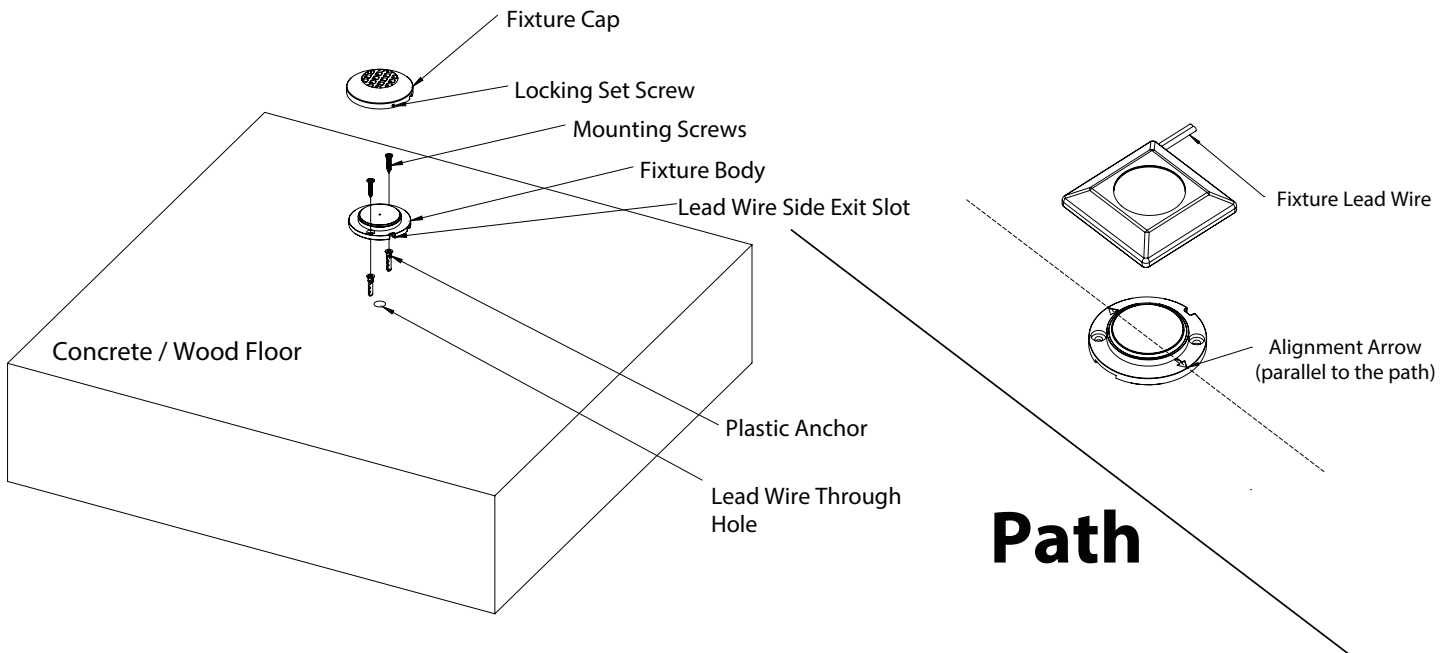 Fixture Cap
Locking Set Screw
Mounting Screws
Fixture Body
Lead Wire Side Exit Slot
Concrete / Wood Floor
Plastic Anchor
Lead Wire Through
Hole
Fixture Lead Wire
Alignment Arrow
(parallel to the path)
Path